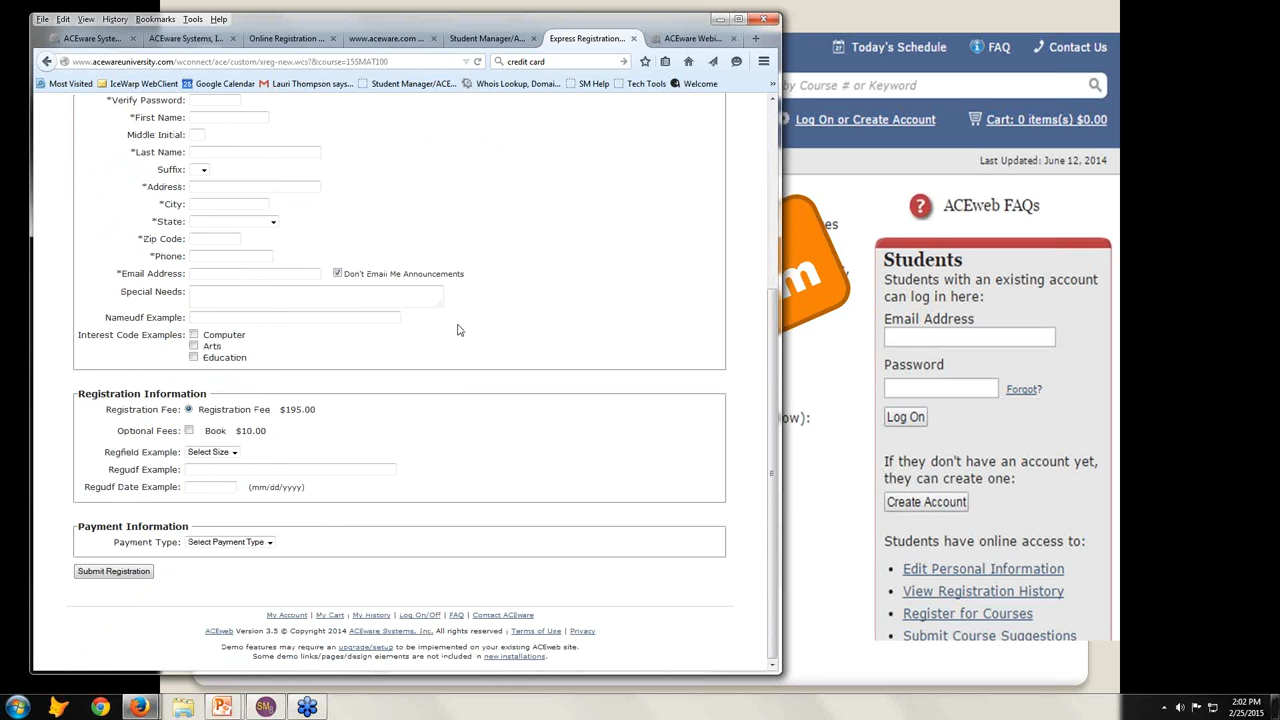 File Edit View History Bookmarks Tools Help
ACEware Syste... ACEware Systems, I... Online Registration ... www.aceware.com ... Student Manager/A... Express Registration... ACEware Webi...
www.acewareuniversity.com/wconnect/ace/custom/xreg-new.wcs?&course=15SMAT100 credit card
Most Visited IceWarp WebClient Google Calendar Lauri Thompson says... Student Manager/ACE... Whois Lookup, Domai... SM Help Tech Tools Welcome
*Verify Password:
*First Name:
Middle Initial:
*Last Name:
Suffix:
*Address:
*City:
*State:
*Zip Code:
*Phone:
*Email Address: Don't Email Me Announcements
Special Needs:
Nameudf Example:
Interest Code Examples: Computer
Arts
Education
Registration Information
Registration Fee: Registration Fee $195.00
Optional Fees: Book $10.00
Regfield Example: Select Size
Regudf Example:
Regudf Date Example: (mm/dd/yyyy)
Payment Information
Payment Type: Select Payment Type
Submit Registration
My Account | My Cart | My History | Log On/Off | FAQ | Contact ACEware
ACEweb Version 3.5 © Copyright 2014 ACEware Systems, Inc. All rights reserved | Terms of Use | Privacy
Demo features may require an upgrade/setup to be implemented on your existing ACEweb site.
Some demo links/pages/design elements are not included in new installations.
27 Today's Schedule FAQ Contact Us
by Course # or Keyword
Log On or Create Account Cart: 0 items(s) $0.00
Last Updated: June 12, 2014
? ACEweb FAQs
om
ow):
Students
Students with an existing account
can log in here:
Email Address
Password
Forgot?
Log On
If they don't have an account yet,
they can create one:
Create Account
Students have online access to:
• Edit Personal Information
• View Registration History
• Register for Courses
• Submit Course Suggestions
2:02 PM
2/25/2015